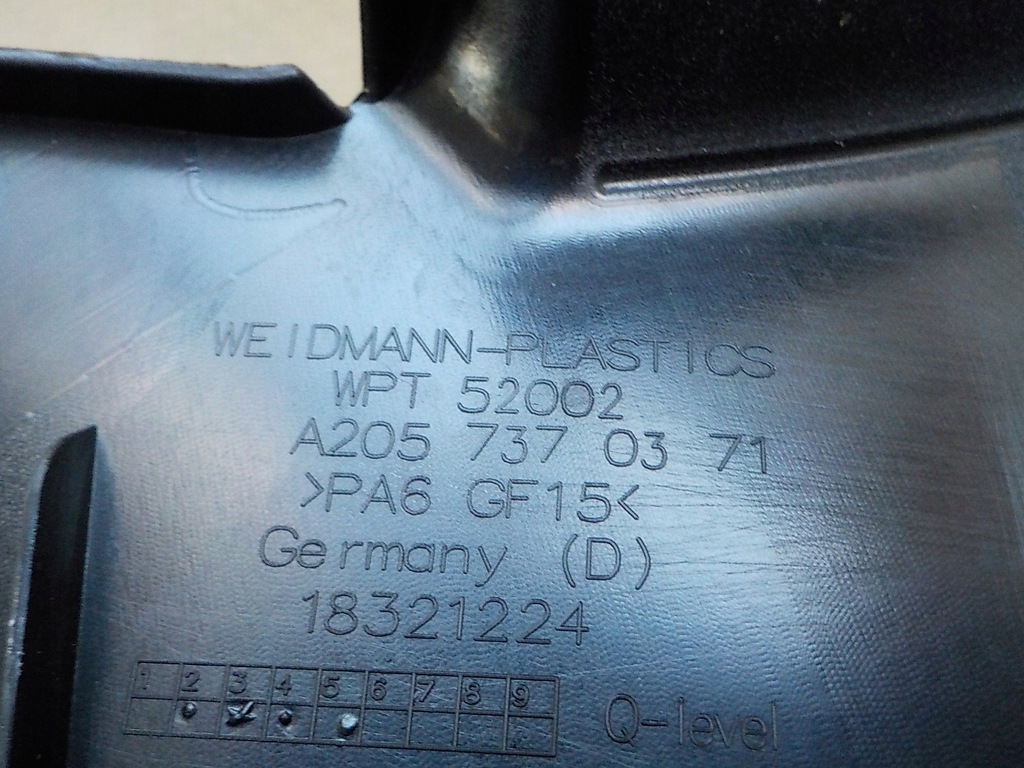 WEIDMANN-PLASTICS
WPT 52002
A205 737 03 71
>PA6 GF15<
Germany (D)
18321224
1 2 3 4 5 6 7 8 9
Q-level